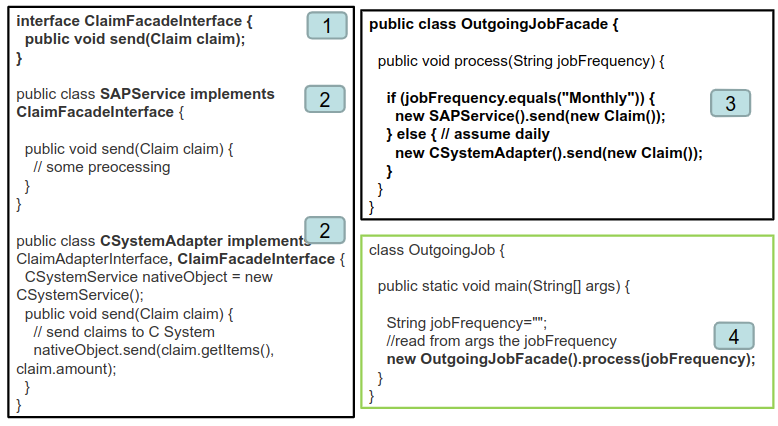 interface ClaimFacadeInterface {
1
public void send(Claim claim);
}
public class SAPService implements
2
ClaimFacadeInterface {
public void send(Claim claim) {
// some preocessing
}
}
2
public class CSystemAdapter implements
ClaimAdapterInterface, ClaimFacadeInterface {
CSystemService nativeObject = new
CSystemService();
public void send(Claim claim) {
// send claims to C System
nativeObject.send(claim.getItems(),
claim.amount);
}
}
public class OutgoingJobFacade {
public void process(String jobFrequency) {
if (jobFrequency.equals("Monthly")) {
3
new SAPService().send(new Claim());
} else { // assume daily
new CSystemAdapter().send(new Claim());
}
}
}
class OutgoingJob {
public static void main(String[] args) {
String jobFrequency="";
4
//read from args the jobFrequency
new OutgoingJobFacade().process(jobFrequency);
}
}